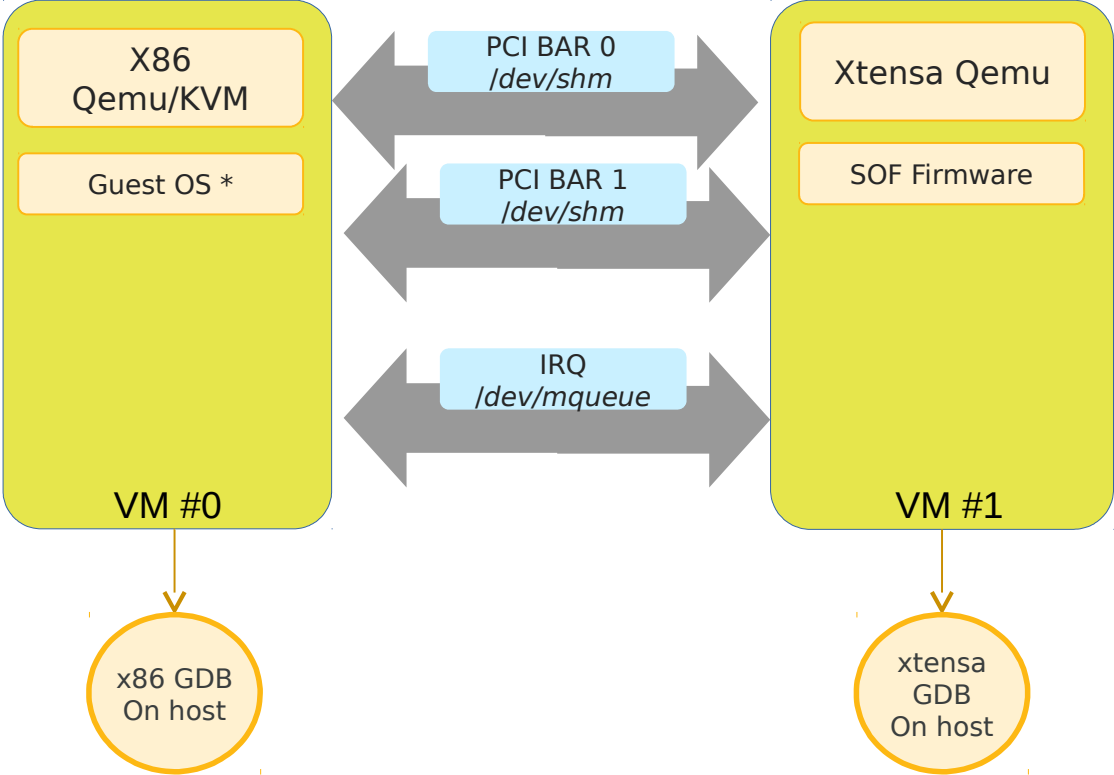 X86
Qemu/KVM
Guest OS *
VM #0
PCI BAR 0
/dev/shm
PCI BAR 1
/dev/shm
IRQ
/dev/mqueue
Xtensa Qemu
SOF Firmware
VM #1
x86 GDB
On host
xtensa
GDB
On host